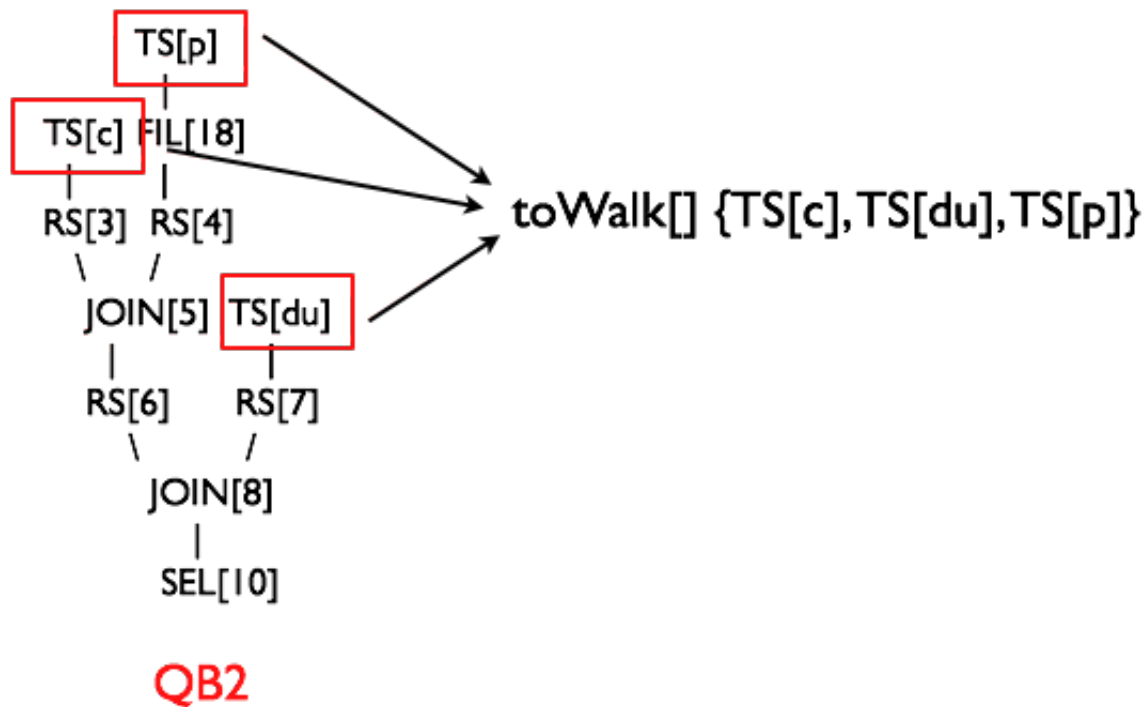 TS[p]
TS[c] FIL[18]
RS[3] RS[4]
toWalk[] {TS[c],TS[du],TS[p]}
JOIN[5] TS[du]
RS[6] RS[7]
JOIN[8]
SEL[10]
QB2